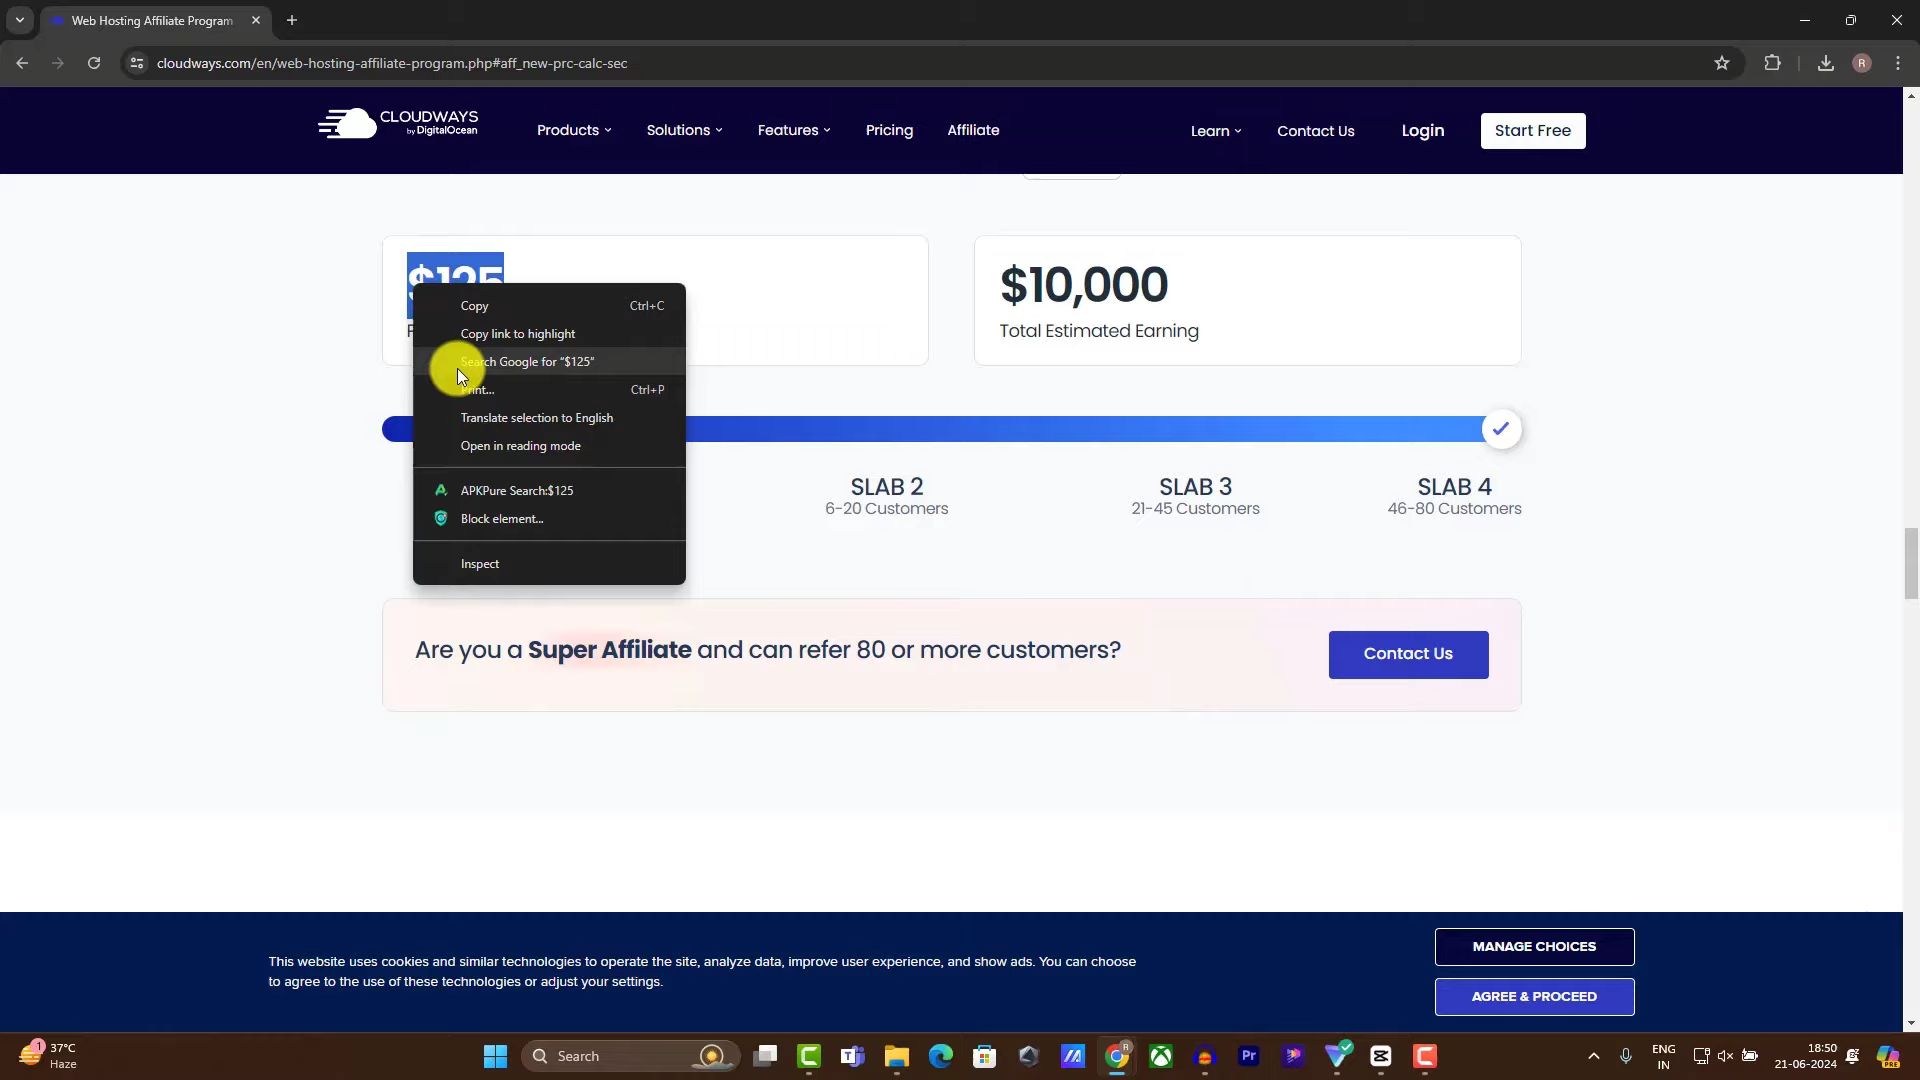 Web Hosting Affiliate Program
cloudways.com/en/web-hosting-affiliate-program.php#aff_new-prc-calc-sec
R
CLOUDWAYS
by DigitalOcean
Products
Solutions
Features
Pricing
Affiliate
Learn
Contact Us
Login
Start Free
$125
$10,000
Total Estimated Earning
Copy Ctrl+C
Copy link to highlight
Search Google for "$125"
Print... Ctrl+P
Translate selection to English
Open in reading mode
APKPure Search:$125
Block element...
Inspect
SLAB 2
6-20 Customers
SLAB 3
21-45 Customers
SLAB 4
46-80 Customers
Are you a Super Affiliate and can refer 80 or more customers?
Contact Us
This website uses cookies and similar technologies to operate the site, analyze data, improve user experience, and show ads. You can choose
to agree to the use of these technologies or adjust your settings.
MANAGE CHOICES
AGREE & PROCEED
1
37°C
Haze
Search
R
Pr
ENG
IN
18:50
21-06-2024
PRE